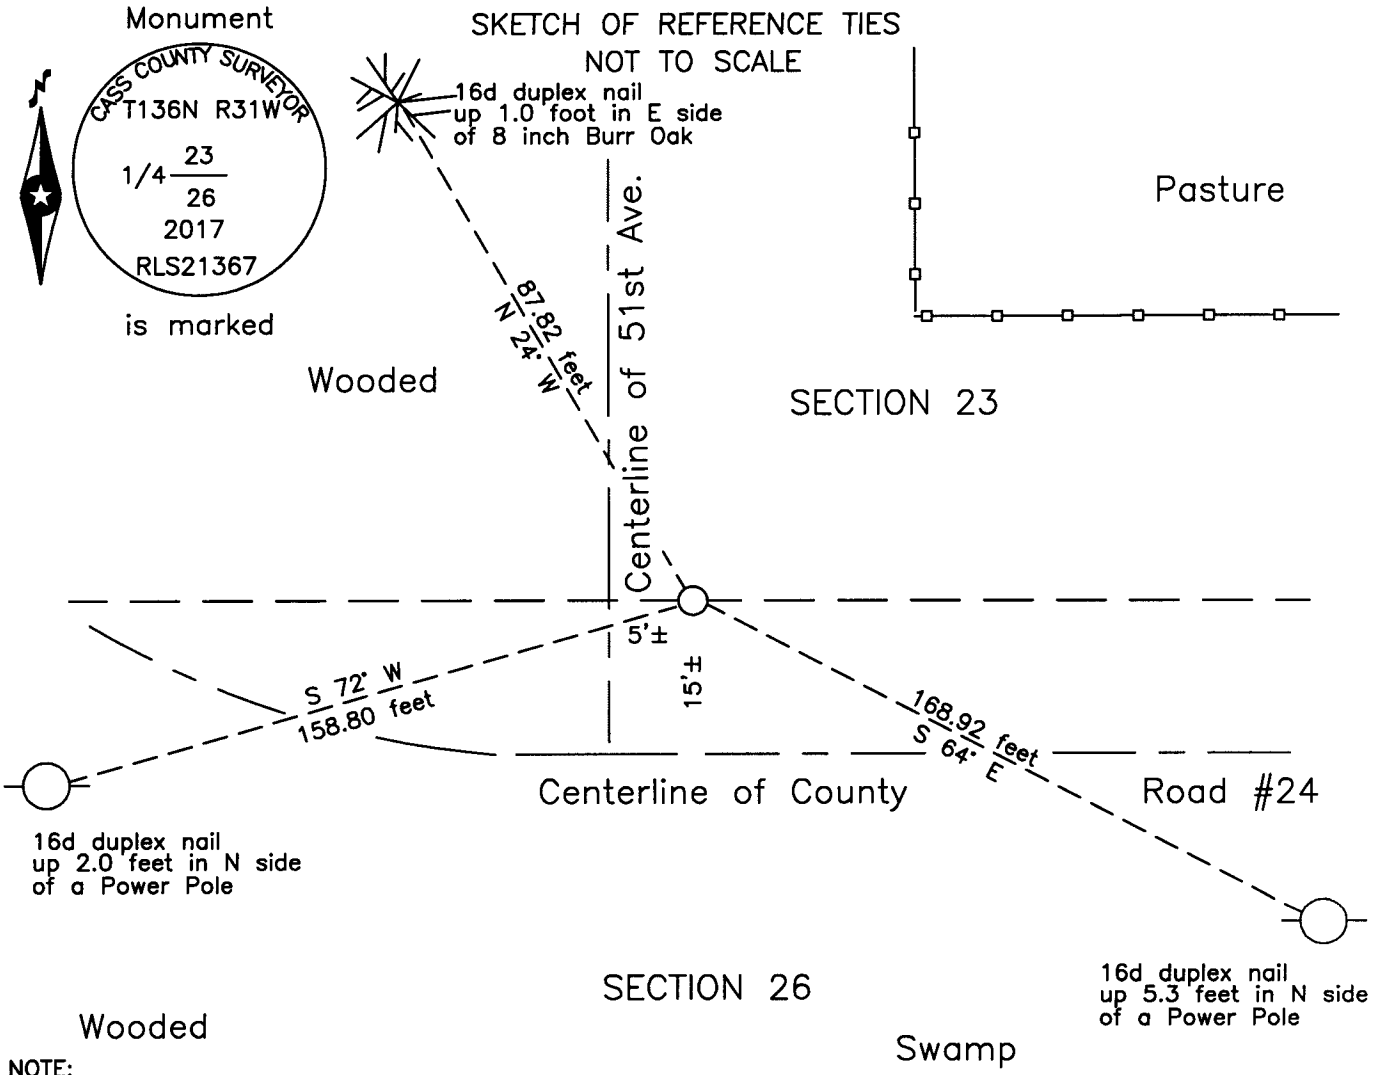 Monument
SKETCH OF REFERENCE TIES
NOT TO SCALE
N
CASS COUNTY SURVEYOR
T136N R31W
1/4 23
26
2017
RLS21367
is marked
16d duplex nail
up 1.0 foot in E side
of 8 inch Burr Oak
Pasture
87.82 feet
N 24° W
Centerline of 51st Ave.
Wooded
SECTION 23
5'±
15'±
S 72° W
158.80 feet
168.92 feet
S 64° E
Centerline of County Road #24
16d duplex nail
up 2.0 feet in N side
of a Power Pole
16d duplex nail
up 5.3 feet in N side
of a Power Pole
SECTION 26
Wooded
Swamp
NOTE: